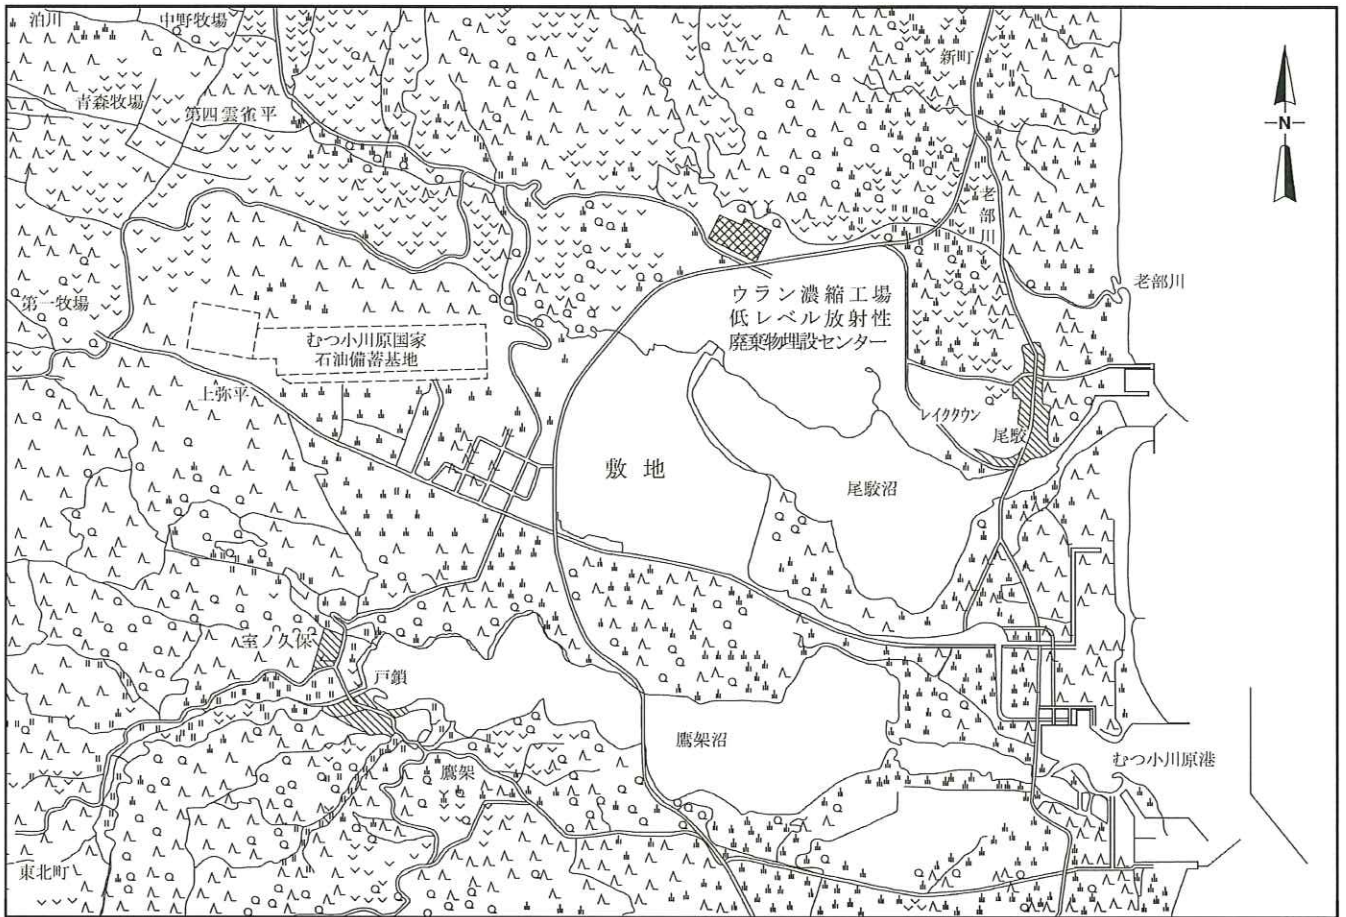 泊川
中野牧場
新町
青森牧場
第四雲雀平
N
老部川
老部川
第一牧場
ウラン濃縮工場
低レベル放射性
廃棄物埋設センター
むつ小川原国家
石油備蓄基地
上弥平
レイクタウン
尾駮
敷地
尾駮沼
室ノ久保
戸鎖
鷹架沼
むつ小川原港
鷹架
東北町